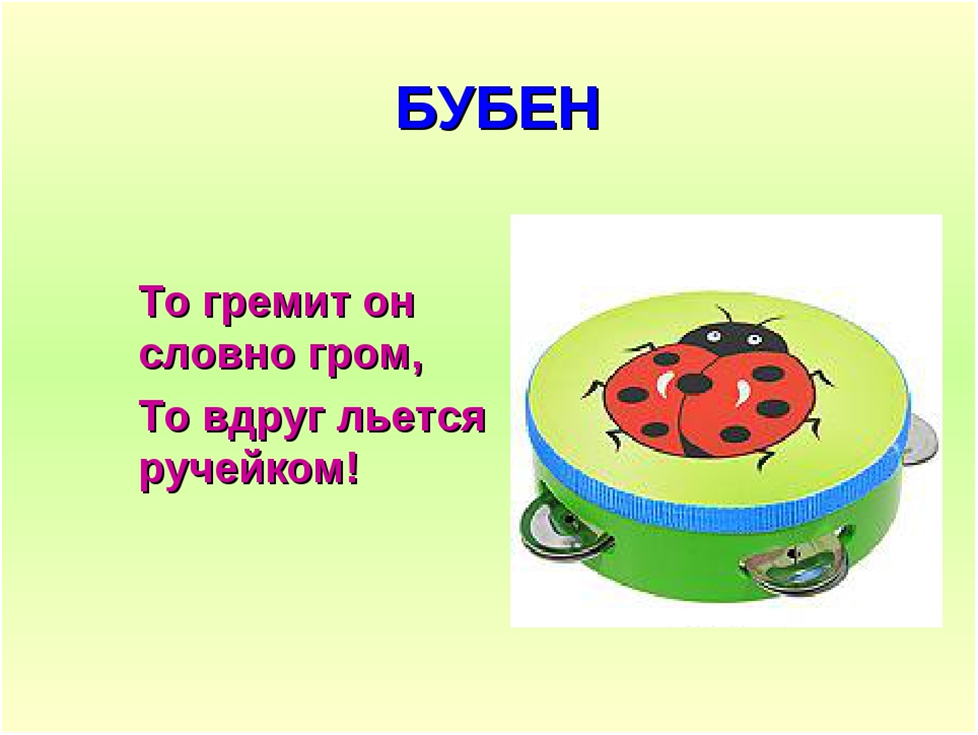 БУБЕН
То гремит он
словно гром,
То вдруг льется
ручейком!